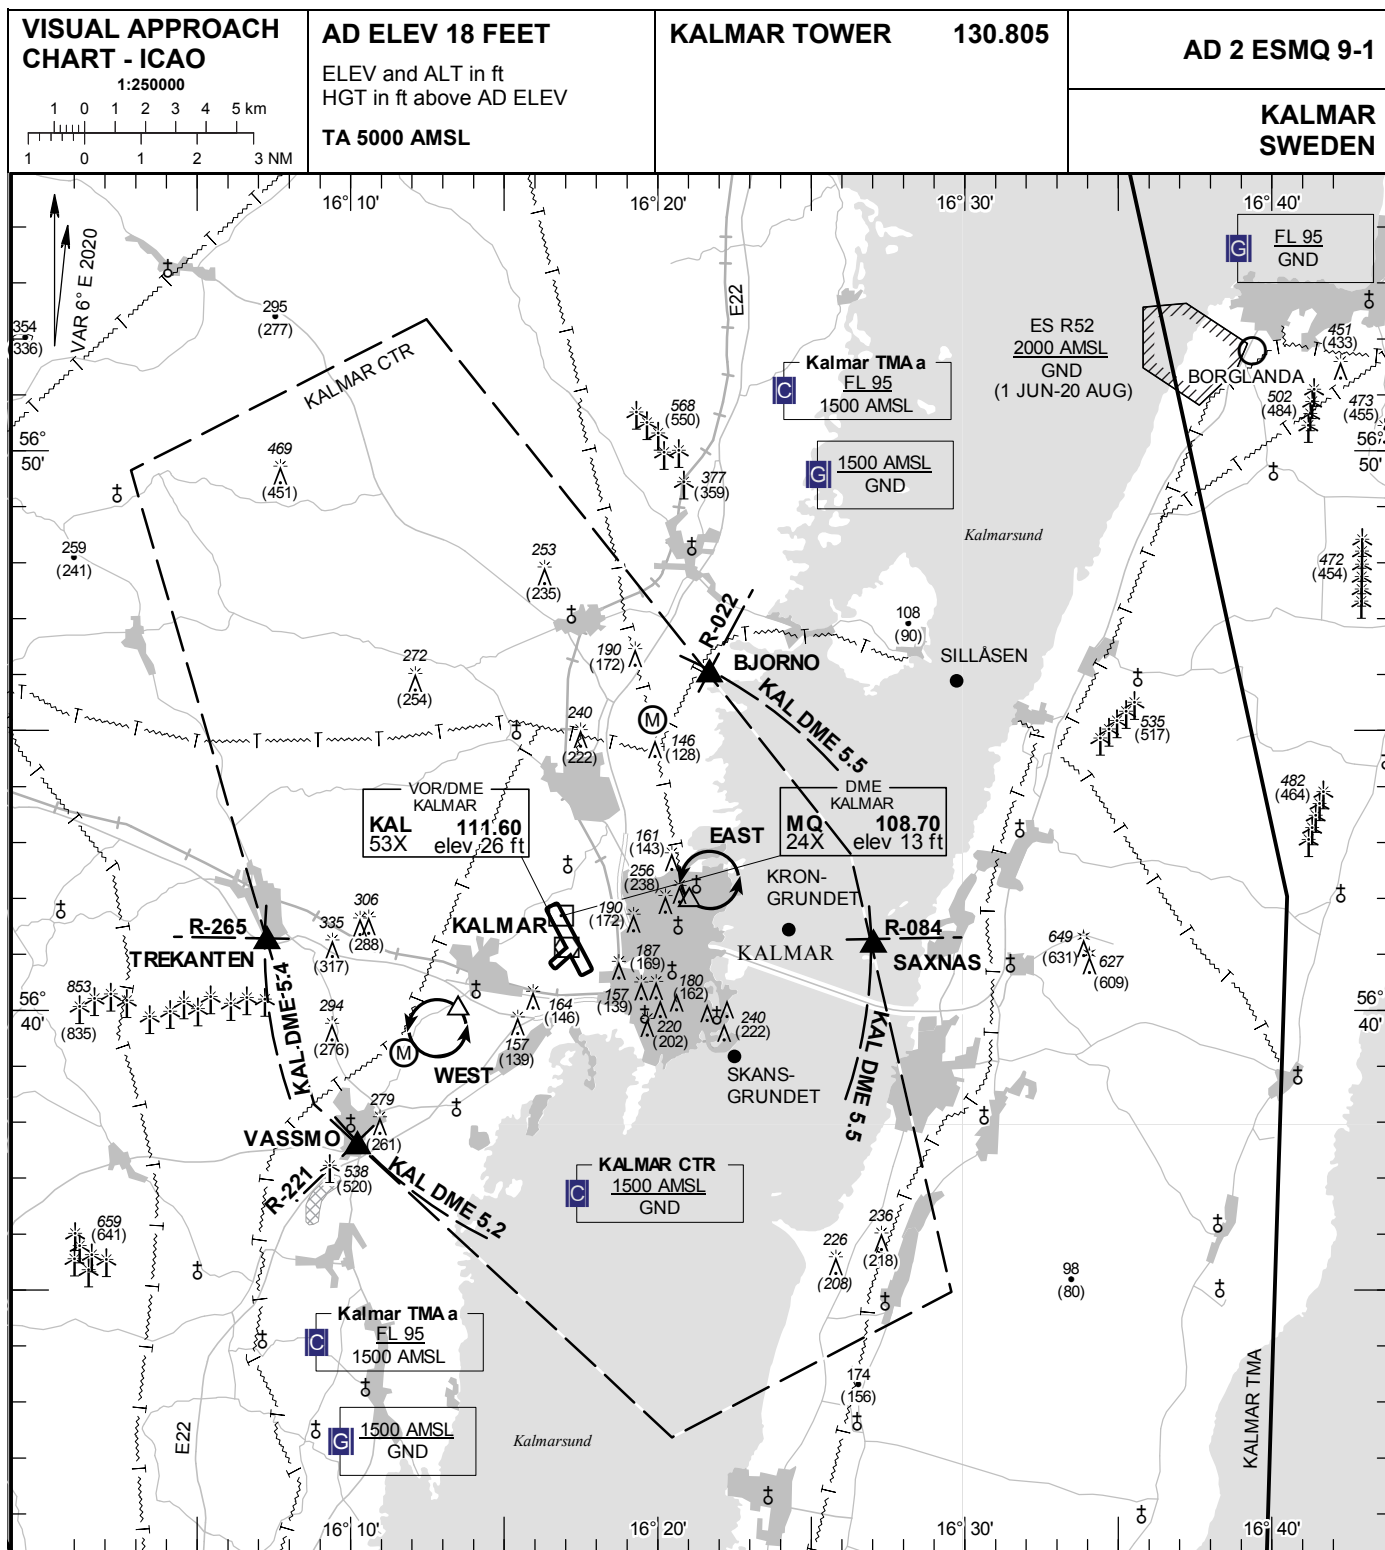 VISUAL APPROACH
CHART - ICAO
1:250000
1 0 1 2 3 4 5 km
1 0 1 2 3 NM
AD ELEV 18 FEET
ELEV and ALT in ft
HGT in ft above AD ELEV
TA 5000 AMSL
KALMAR TOWER 130.805
AD 2 ESMQ 9-1
KALMAR
SWEDEN
16° 10'
16° 20'
16° 30'
16° 40'
VAR 6° E 2020
E22
G
FL 95
GND
354
(336)
295
(277)
KALMAR CTR
ES R52
2000 AMSL
GND
(1 JUN-20 AUG)
BORGLANDA
451
(433)
502
(484)
473
(455)
Kalmar TMA a
C
FL 95
1500 AMSL
G
1500 AMSL
GND
568
(550)
377
(359)
56°
50'
56°
50'
469
(451)
Kalmarsund
259
(241)
253
(235)
472
(454)
R-022
108
(90)
190
(172)
BJORNO
SILLÅSEN
272
(254)
KAL DME 5.5
240
(222)
M
146
(128)
535
(517)
482
(464)
VOR/DME
KALMAR
KAL 111.60
53X elev 26 ft
DME
KALMAR
MQ 108.70
24X elev 13 ft
161
(143)
EAST
256
(238)
KRON-
GRUNDET
306
(288)
335
(317)
R-265
TREKANTEN
KALMAR
190
(172)
KALMAR
R-084
SAXNAS
649
(631)
627
(609)
187
(169)
853
(835)
KAL DME 5.4
294
(276)
164
(146)
157
(139)
157
(139)
180
(162)
220
(202)
240
(222)
56°
40'
56°
40'
M
WEST
SKANS-
GRUNDET
KAL DME 5.5
279
(261)
VASSMO
R-221
538
(520)
KAL DME 5.2
KALMAR CTR
C
1500 AMSL
GND
659
(641)
226
(208)
236
(218)
98
(80)
Kalmar TMA a
C
FL 95
1500 AMSL
174
(156)
G
1500 AMSL
GND
E22
Kalmarsund
KALMAR TMA
16° 10'
16° 20'
16° 30'
16° 40'